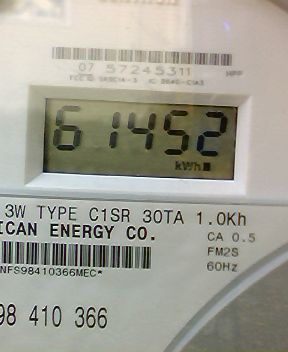 07 57245311 MPP
61452
kWh
3W TYPE C1SR 30TA 1.0Kh
ICAN ENERGY CO.
CA 0.5
FM2S
NFS98410366MEC*
60Hz
98 410 366